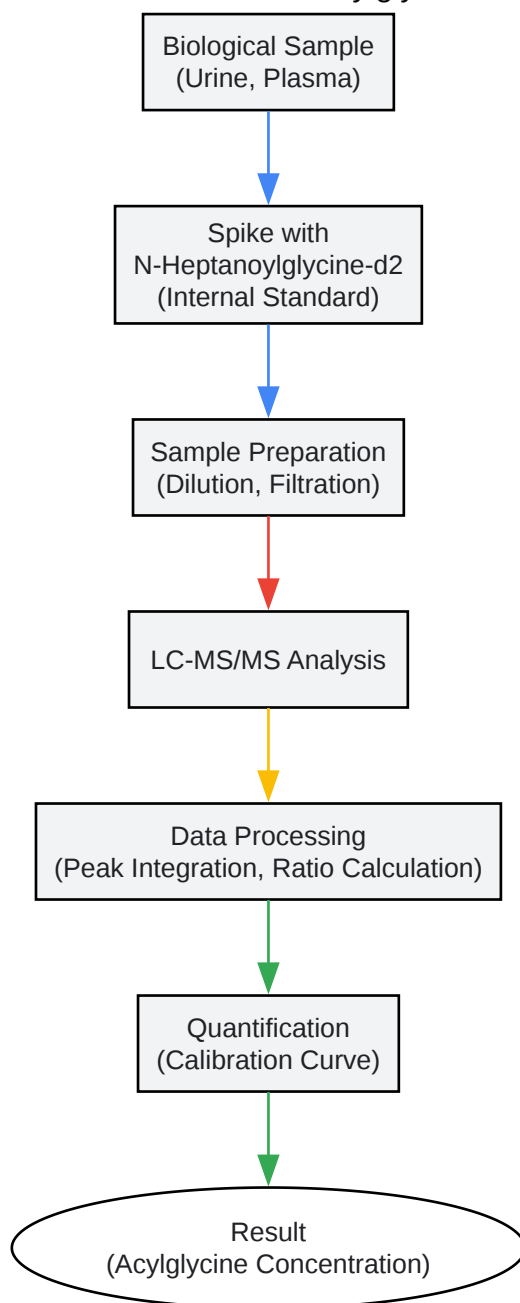 Biological Sample
(Urine, Plasma)
Spike with
N-Heptanoylglycine-d2
(Internal Standard)
Sample Preparation
(Dilution, Filtration)
LC-MS/MS Analysis
Data Processing
(Peak Integration, Ratio Calculation)
Quantification
(Calibration Curve)
Result
(Acylglycine Concentration)